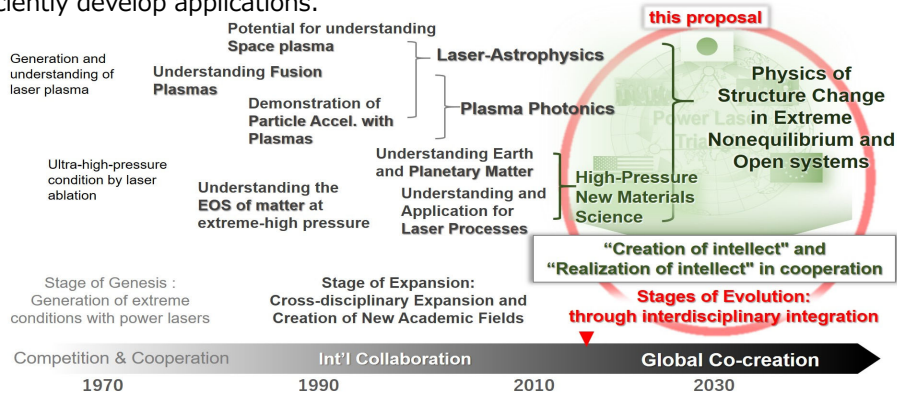 ciently develop applications.
this proposal
Potential for understanding
Space plasma
Generation and
understanding of
laser plasma
Understanding Fusion
Plasmas
Laser-Astrophysics
Demonstration of
Particle Accel. with
Plasmas
Plasma Photonics
Physics of
Structure Change
in Extreme
Nonequilibrium and
Open systems
Power Laser
Ultra-high-pressure
condition by laser
ablation
Understanding Earth
and Planetary Matter
Understanding the
EOS of matter at
extreme-high pressure
Understanding and
Application for
Laser Processes
High-Pressure
New Materials
Science
“Creation of intellect" and
“Realization of intellect" in cooperation
Stage of Genesis :
Generation of extreme
conditions with power lasers
Stage of Expansion:
Cross-disciplinary Expansion and
Creation of New Academic Fields
Stages of Evolution:
through interdisciplinary integration
Competition & Cooperation
Int'l Collaboration
Global Co-creation
1970
1990
2010
2030